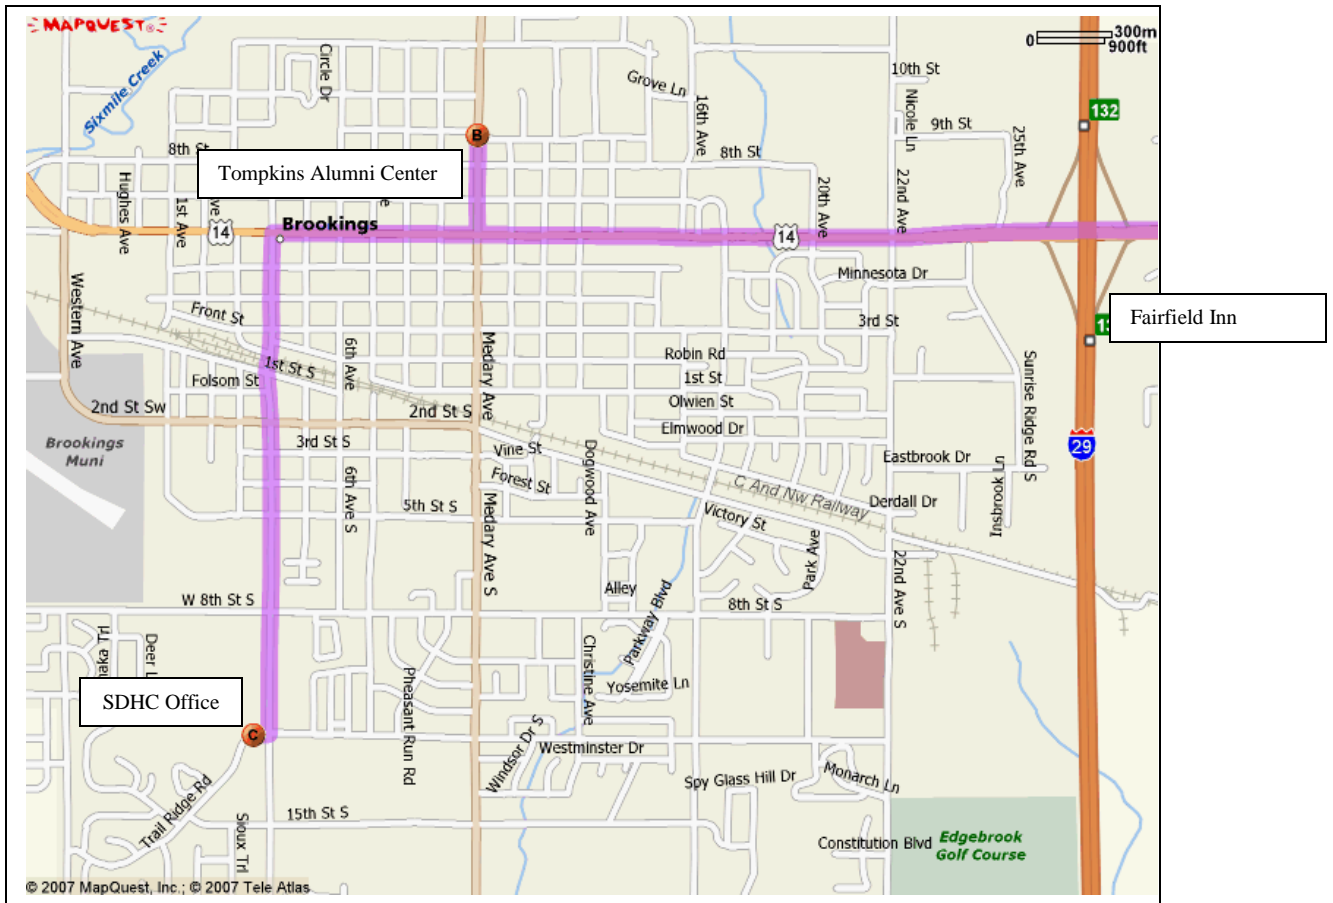 MAPQUEST®
300m
0
900ft
Sixmile Creek
Circle Dr
Grove Ln
16th Ave
10th St
Nicole Ln
9th St
25th Ave
132
B
8th St
8th St
Tompkins Alumni Center
Hughes Ave
1st Ave
ve
e
20th Ave
22nd Ave
14
Brookings
14
Minnesota Dr
Western Ave
Front St
3rd St
Fairfield Inn
13
6th Ave
Medary Ave
Robin Rd
1st St S
1st St
Folsom St
Sunrise Ridge Rd S
Olwien St
2nd St Sw
2nd St S
Elmwood Dr
Brookings
Muni
3rd St S
Vine St
Dogwood Ave
29
Eastbrook Dr
Insbrook Ln
Forest St
6th Ave S
C And Nw Railway
Derdall Dr
5th St S
Medary Ave S
Victory St
Park Ave
22nd Ave S
Alley
W 8th St S
8th St S
Parkway Blvd
neka Trl
Deer L
Christine Ave
Pheasant Run Rd
Yosemite Ln
SDHC Office
C
Windsor Dr S
Westminster Dr
Spy Glass Hill Dr
Monarch Ln
Trail Ridge Rd
Sioux Trl
15th St S
Constitution Blvd
Edgebrook
Golf Course
© 2007 MapQuest, Inc.; © 2007 Tele Atlas